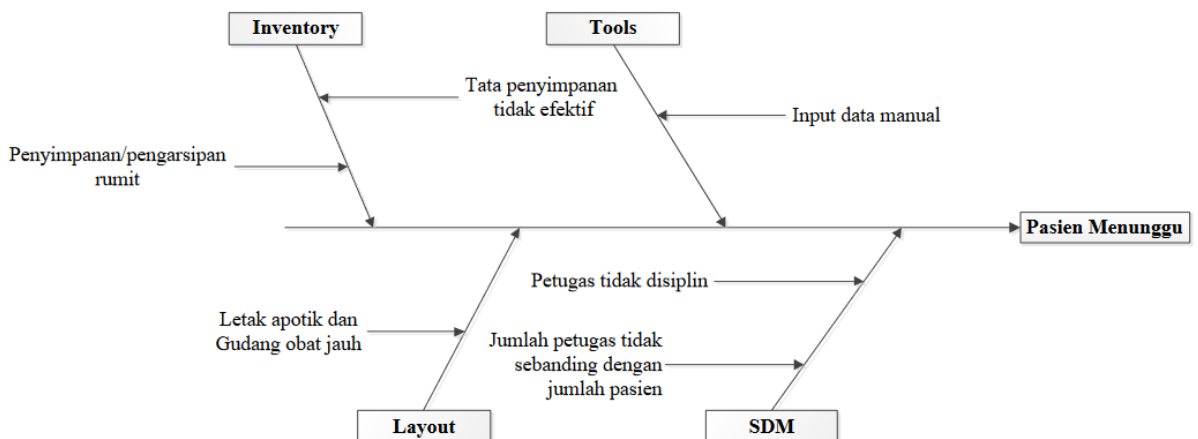 Inventory
Tools
Tata penyimpanan
tidak efektif
Input data manual
Penyimpanan/pengarsipan
rumit
Pasien Menunggu
Petugas tidak disiplin
Letak apotik dan
Gudang obat jauh
Jumlah petugas tidak
sebanding dengan
jumlah pasien
Layout
SDM